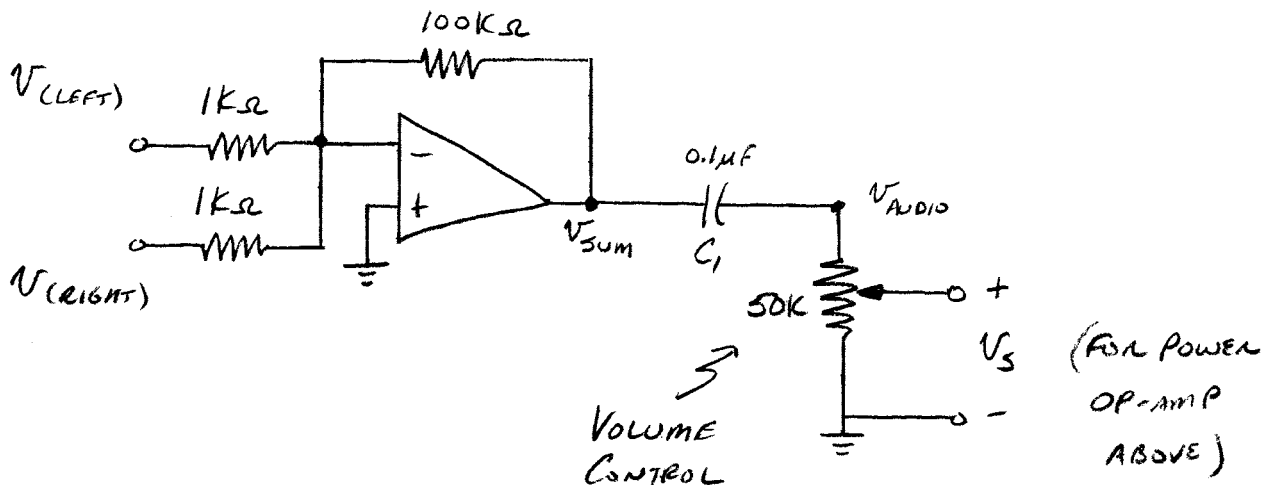 100KΩ
V(LEFT)
1KΩ
1KΩ
V(RIGHT)
-
+
VSUM
0.1µF
C1
VAUDIO
50K
+
VS
-
(FOR POWER
OP-AMP
ABOVE)
VOLUME
CONTROL